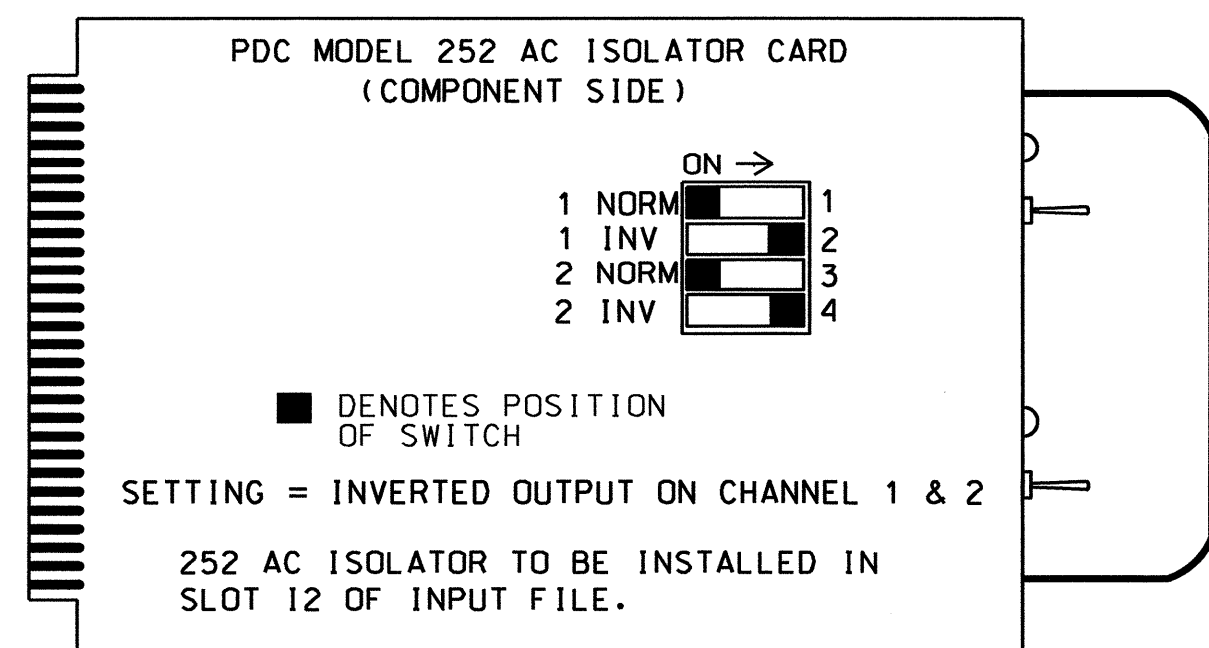 PDC MODEL 252 AC ISOLATOR CARD
(COMPONENT SIDE)
ON →
1 NORM 1
1 INV 2
2 NORM 3
2 INV 4
DENOTES POSITION
OF SWITCH
SETTING = INVERTED OUTPUT ON CHANNEL 1 & 2
252 AC ISOLATOR TO BE INSTALLED IN
SLOT I2 OF INPUT FILE.